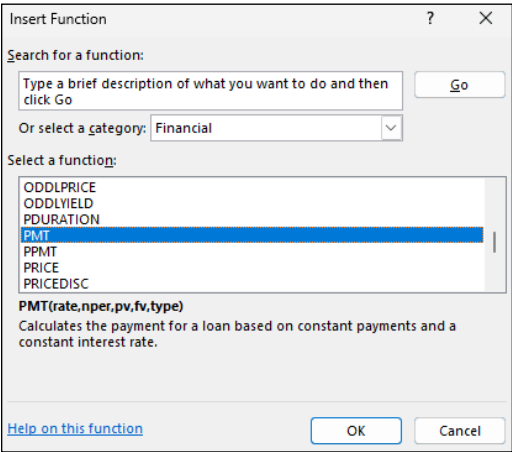 Insert Function
?
Search for a function:
Type a brief description of what you want to do and then
click Go
Go
Or select a category: Financial
Select a function:
ODDLPRICE
ODDLYIELD
PDURATION
PMT
PPMT
PRICE
PRICEDISC
PMT(rate,nper,pv,fv,type)
Calculates the payment for a loan based on constant payments and a
constant interest rate.
Help on this function
OK
Cancel